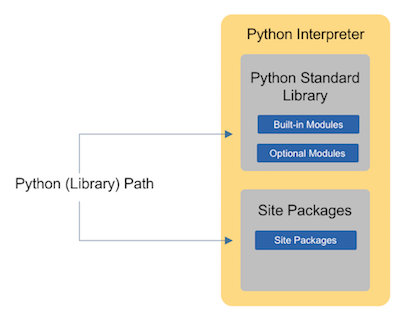 Python Interpreter
Python Standard
Library
Built-in Modules
Optional Modules
Python (Library) Path
Site Packages
Site Packages